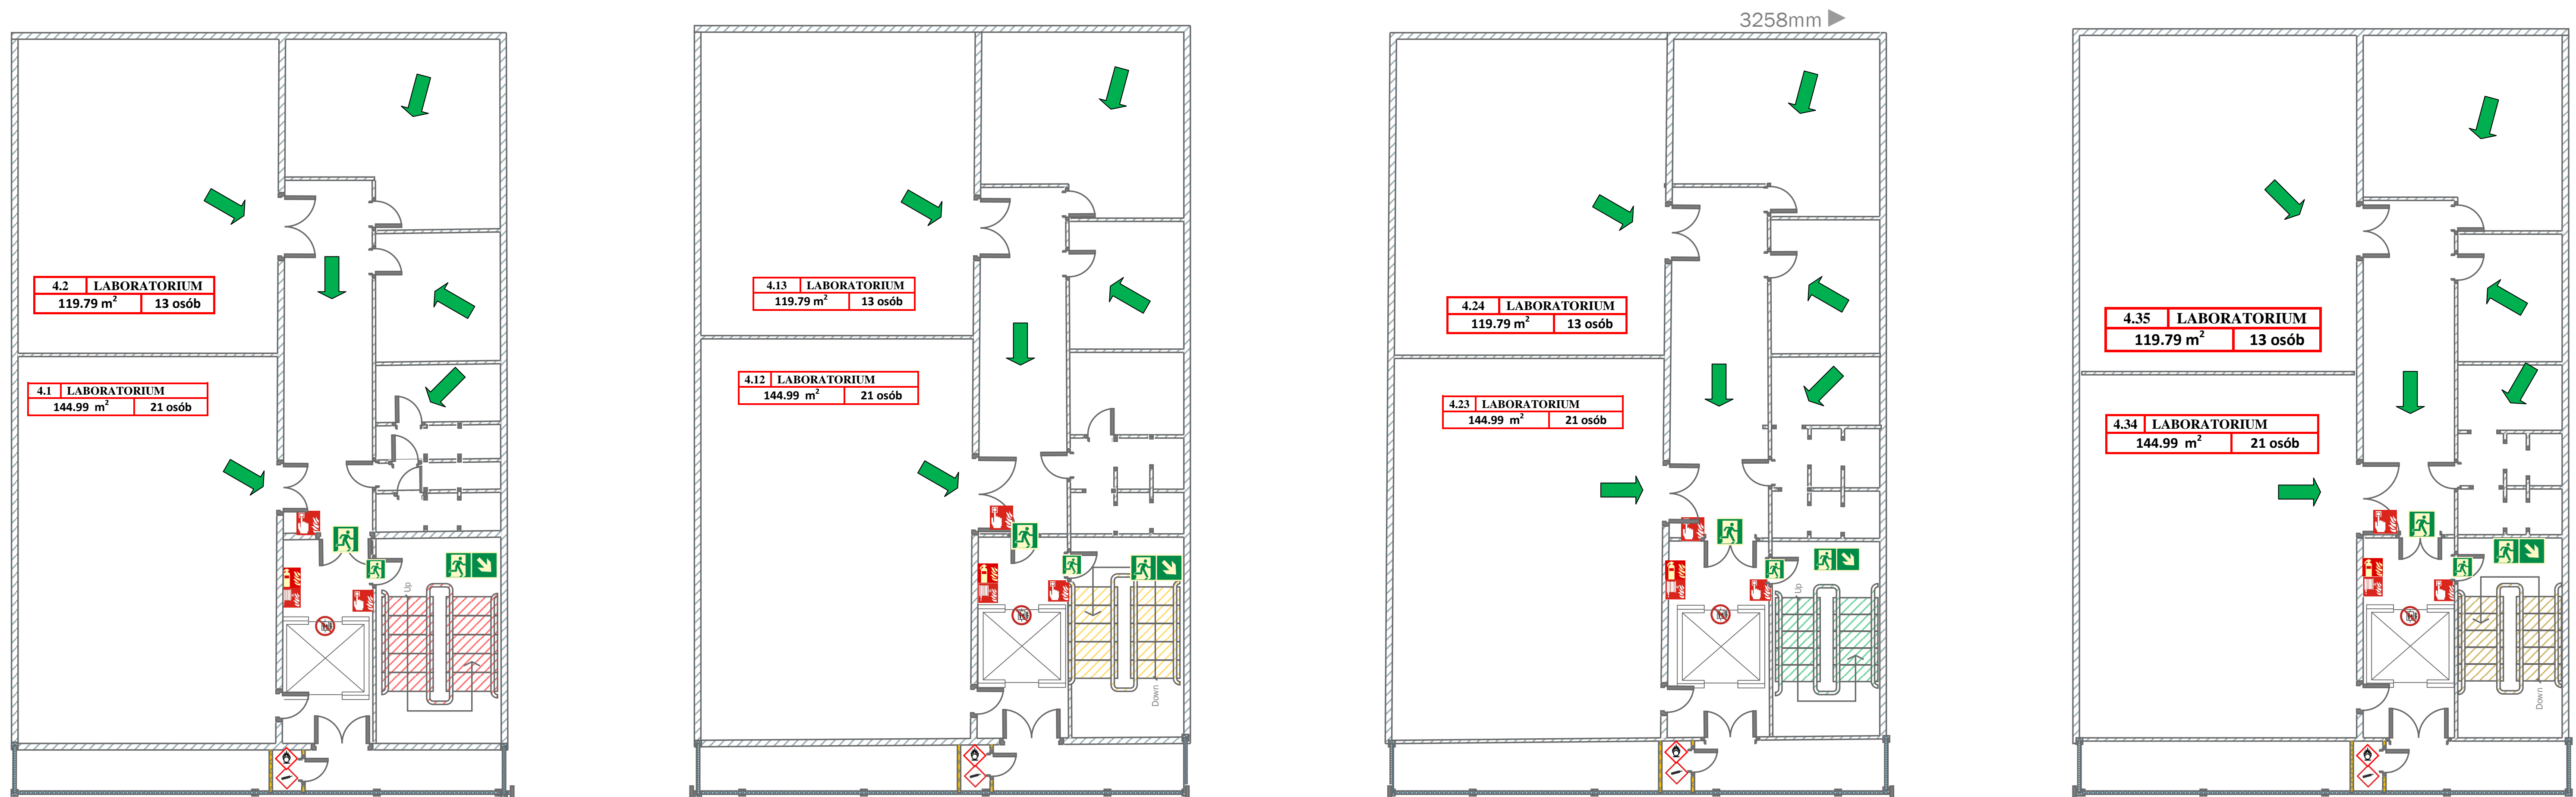 3258mm
4.2 LABORATORIUM
119.79 m² 13 osób
4.1 LABORATORIUM
144.99 m² 21 osób
Up
4.13 LABORATORIUM
119.79 m² 13 osób
4.12 LABORATORIUM
144.99 m² 21 osób
Down
4.24 LABORATORIUM
119.79 m² 13 osób
4.23 LABORATORIUM
144.99 m² 21 osób
Up
4.35 LABORATORIUM
119.79 m² 13 osób
4.34 LABORATORIUM
144.99 m² 21 osób
Down